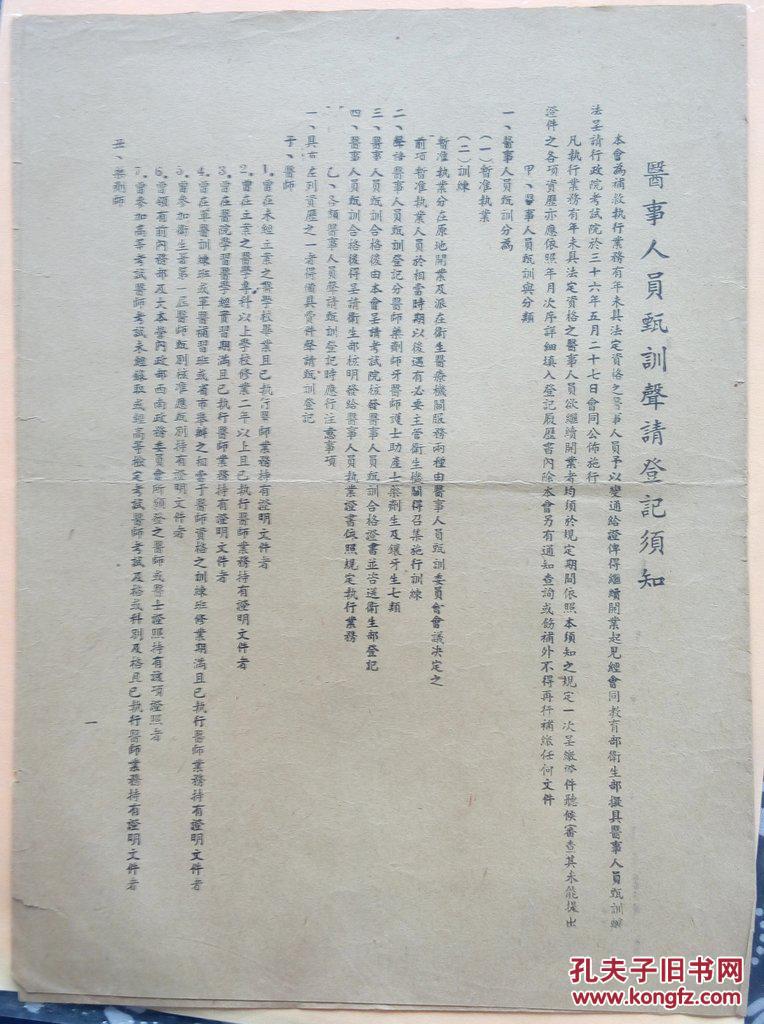 醫事人員甄訓聲請登記須知
本會為補救執行業務有年未具法定資格之醫事人員予以變通給證俾得繼續開業起見經會同教育部衛生部擬具醫事人員甄訓辦
法呈請行政院考試院於三十六年五月二十七日會同公佈施行
凡執行業務有年未具法定資格之醫事人員欲繼續開業者均須於規定期間依照本須知之規定一次呈繳證件聽候審查其未能提出
證件之各項資歷亦應依照年月次序詳細填入登記履歷書內除本會另有通知查詢或飭補外不得再行補繳任何文件
甲、醫事人員甄訓與分類
一、醫事人員甄訓分為
(一)暫准執業
(二)訓練
暫准執業分在原地開業及派在衛生醫療機關服務兩種由醫事人員甄訓委員會會議決定之
前項暫准執業人員於相當時期以後遇有必要主管衛生機關得召集施行訓練
二、聲請醫事人員甄訓登記分醫師藥劑師牙醫師護士助產士藥劑生及鑲牙生七類
三、醫事人員甄訓合格後由本會呈請考試院核發醫事人員甄訓合格證書並咨送衛生部登記
四、醫事人員甄訓合格後得呈請衛生部核明發給醫事人員執業證書依照規定執行業務
乙、各類醫事人員聲請甄訓登記時應行注意事項
一、具有左列資歷之一者得備具費件聲請甄訓登記
子、醫師
1.曾在未經立案之醫學校畢業且已執行醫師業務持有證明文件者
2.曾在立案之醫學專科以上學校修業二年以上且已執行醫師業務持有證明文件者
3.曾在醫院學習醫學經實習期滿且已執行醫師業務持有證明文件者
4.曾在軍醫訓練班或軍醫補習班或省市舉辦之相當于醫師資格之訓練班修業期滿且已執行醫師業務持有證明文件者
5.曾參加衛生署第一屆醫師甄別核准應甄別持有證明文件者
6.曾領有前內務部及大本營內政部西南政務委員會所頒發之醫師或醫士證照持有該項證照者
7.曾參加高等考試醫師考試未經錄取或經高等檢定考試醫師考試及格或科別及格且已執行醫師業務持有證明文件者
丑、藥劑師
一
孔夫子旧书网
www.kongfz.com